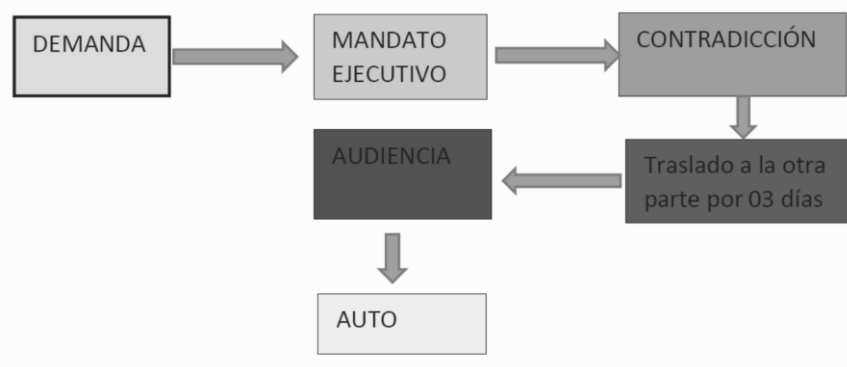 DEMANDA
MANDATO
EJECUTIVO
CONTRADICCIÓN
Traslado a la otra
parte por 03 días
AUDIENCIA
AUTO